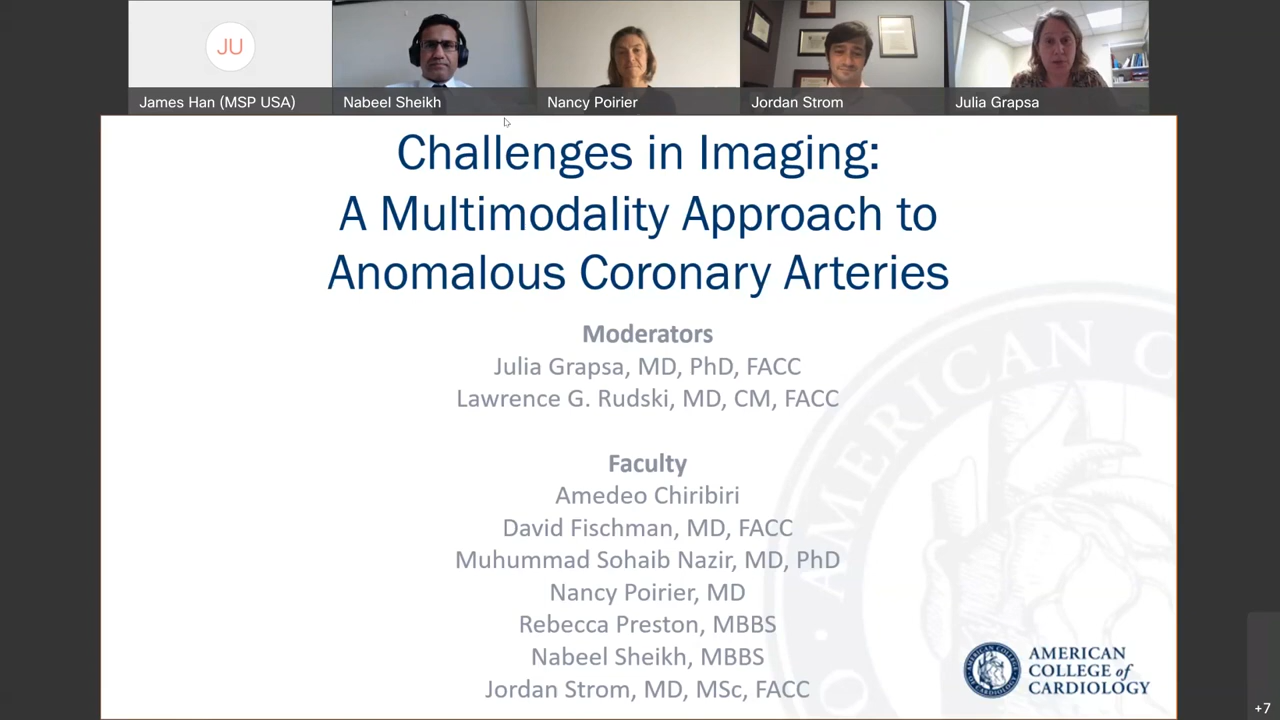 JU
James Han (MSP USA)
Nabeel Sheikh
Nancy Poirier
Jordan Strom
Julia Grapsa
Challenges in Imaging:
A Multimodality Approach to
Anomalous Coronary Arteries
Moderators
Julia Grapsa, MD, PhD, FACC
Lawrence G. Rudski, MD, CM, FACC
Faculty
Amedeo Chiribiri
David Fischman, MD, FACC
Muhummad Sohaib Nazir, MD, PhD
Nancy Poirier, MD
Rebecca Preston, MBBS
Nabeel Sheikh, MBBS
Jordan Strom, MD, MSc, FACC
AMERICAN
COLLEGE of
CARDIOLOGY
AMERICAN C
+7